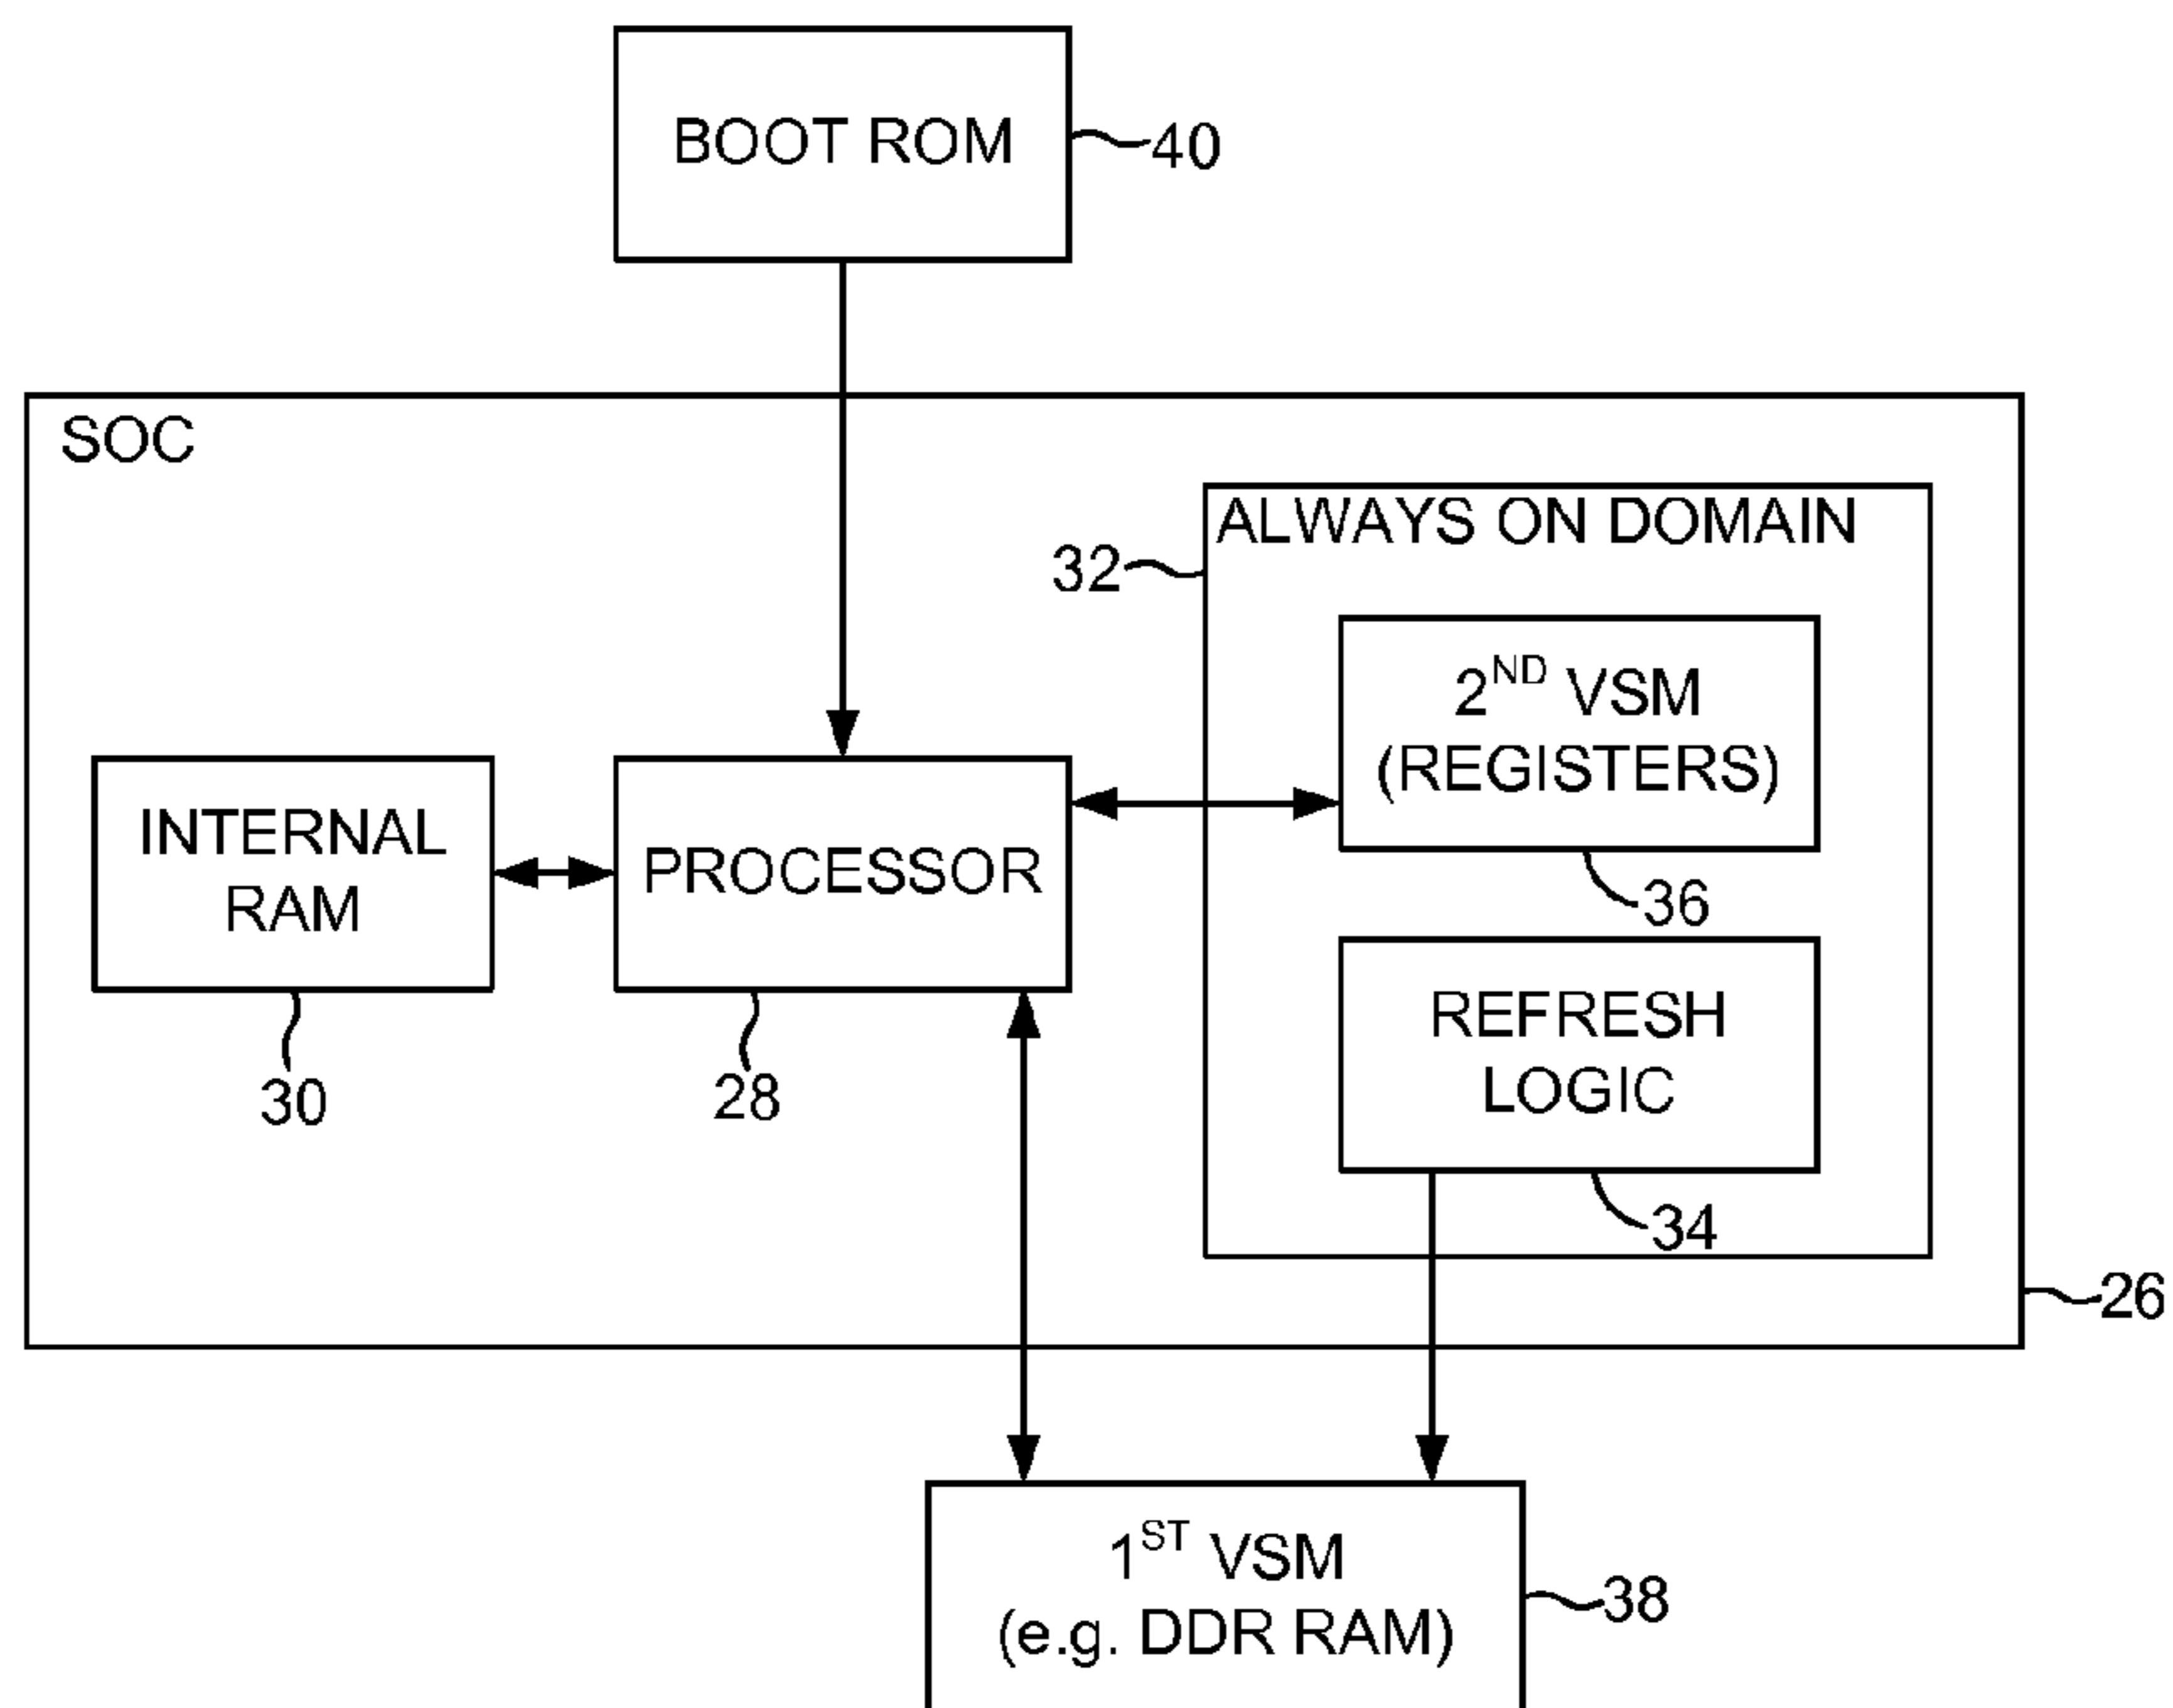 BOOT ROM
40
SOC
ALWAYS ON DOMAIN
32
2ND VSM
(REGISTERS)
36
INTERNAL
RAM
30
PROCESSOR
28
REFRESH
LOGIC
34
26
1ST VSM
(e.g. DDR RAM)
38